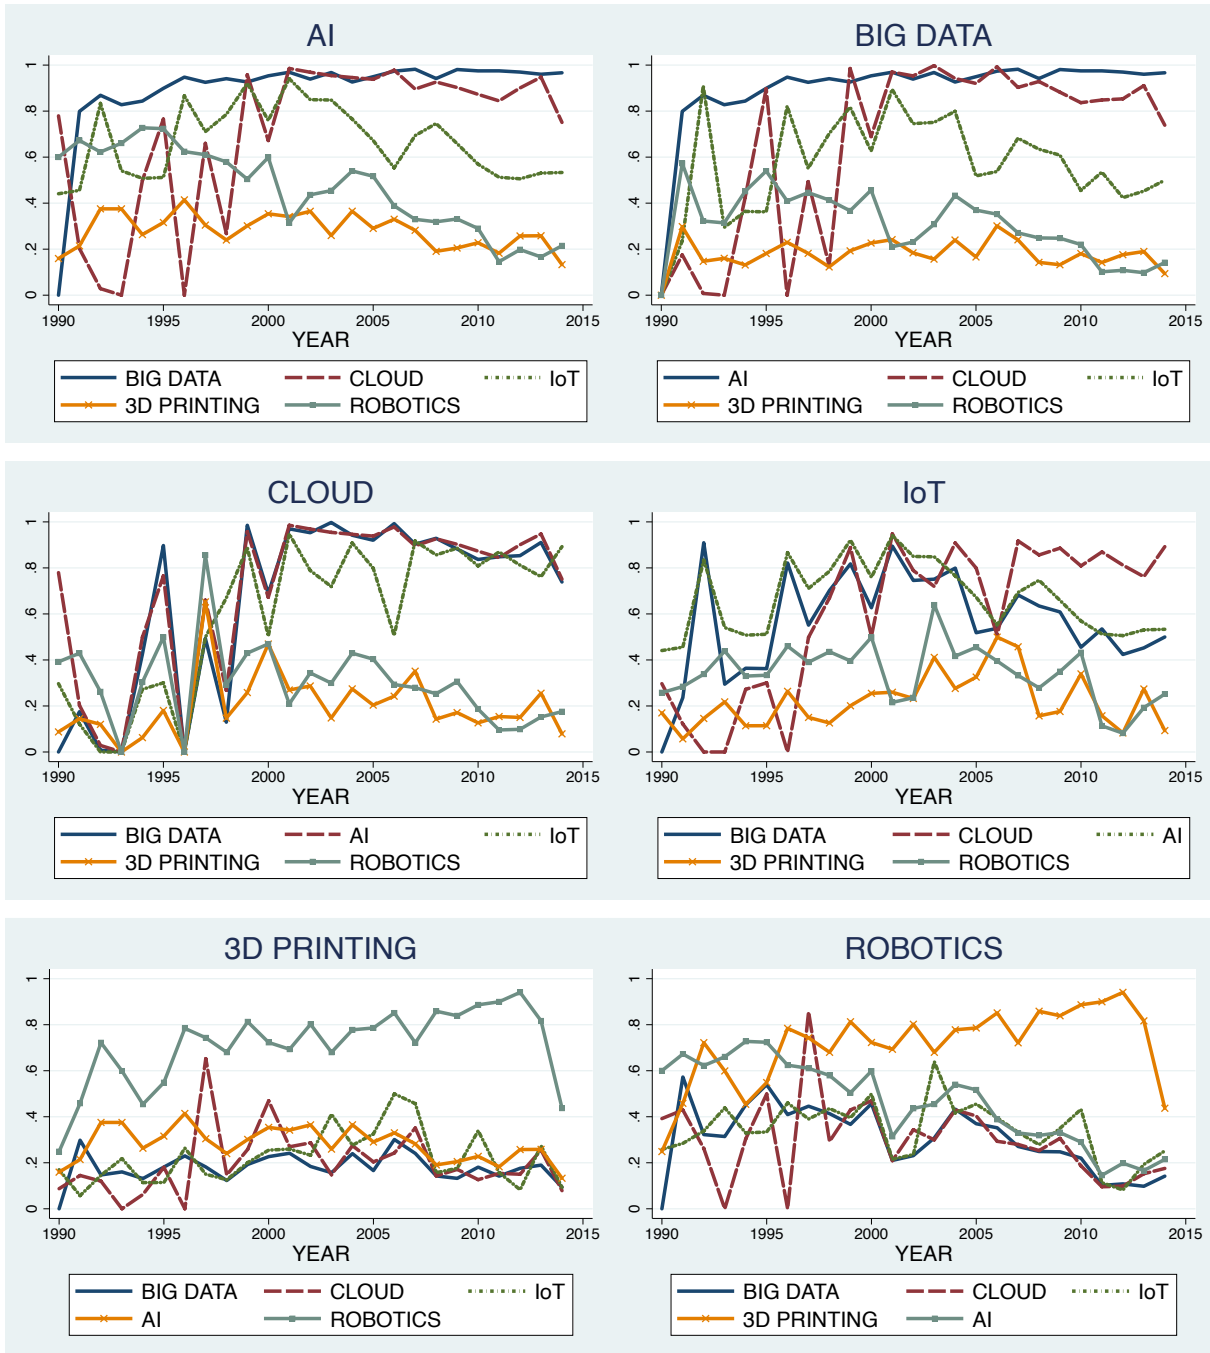 AI
BIG DATA
0 .2 .4 .6 .8 1
0 .2 .4 .6 .8 1
1990 1995 2000 2005 2010 2015
1990 1995 2000 2005 2010 2015
YEAR
YEAR
BIG DATA CLOUD IoT
3D PRINTING ROBOTICS
AI CLOUD IoT
3D PRINTING ROBOTICS
CLOUD
IoT
0 .2 .4 .6 .8 1
0 .2 .4 .6 .8 1
1990 1995 2000 2005 2010 2015
1990 1995 2000 2005 2010 2015
YEAR
YEAR
BIG DATA AI IoT
3D PRINTING ROBOTICS
BIG DATA CLOUD AI
3D PRINTING ROBOTICS
3D PRINTING
ROBOTICS
0 .2 .4 .6 .8 1
0 .2 .4 .6 .8 1
1990 1995 2000 2005 2010 2015
1990 1995 2000 2005 2010 2015
YEAR
YEAR
BIG DATA CLOUD IoT
AI ROBOTICS
BIG DATA CLOUD IoT
3D PRINTING AI